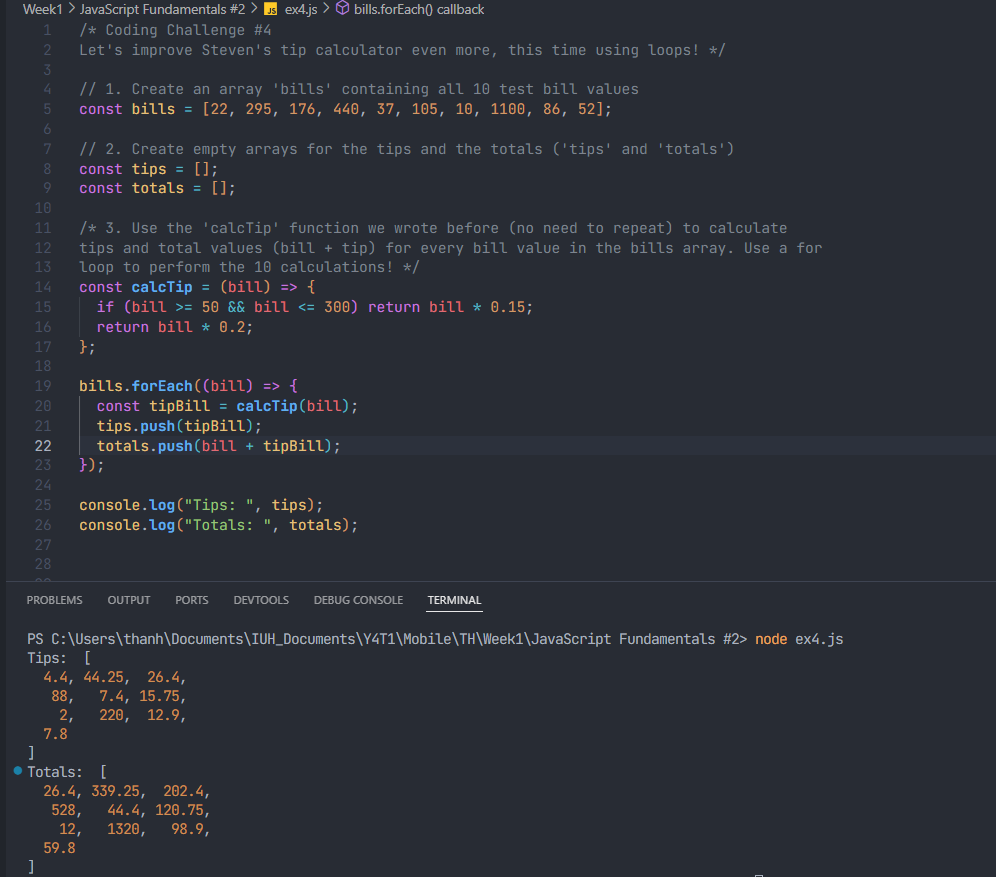 Week1 > JavaScript Fundamentals #2 > JS ex4.js > bills.forEach() callback
1 /* Coding Challenge #4
2 Let's improve Steven's tip calculator even more, this time using loops! */
3
4 // 1. Create an array 'bills' containing all 10 test bill values
5 const bills = [22, 295, 176, 440, 37, 105, 10, 1100, 86, 52];
6
7 // 2. Create empty arrays for the tips and the totals ('tips' and 'totals')
8 const tips = [];
9 const totals = [];
10
11 /* 3. Use the 'calcTip' function we wrote before (no need to repeat) to calculate
12 tips and total values (bill + tip) for every bill value in the bills array. Use a for
13 loop to perform the 10 calculations! */
14 const calcTip = (bill) => {
15   if (bill >= 50 && bill <= 300) return bill * 0.15;
16   return bill * 0.2;
17 };
18
19 bills.forEach((bill) => {
20   const tipBill = calcTip(bill);
21   tips.push(tipBill);
22   totals.push(bill + tipBill);
23 });
24
25 console.log("Tips: ", tips);
26 console.log("Totals: ", totals);
27
28
PROBLEMS OUTPUT PORTS DEVTOOLS DEBUG CONSOLE TERMINAL
PS C:\Users\thanh\Documents\IUH_Documents\Y4T1\Mobile\TH\Week1\JavaScript Fundamentals #2> node ex4.js
Tips:  [
  4.4, 44.25,  26.4,
   88,   7.4, 15.75,
    2,   220,  12.9,
  7.8
]
Totals:  [
  26.4, 339.25,  202.4,
   528,   44.4, 120.75,
    12,   1320,   98.9,
  59.8
]